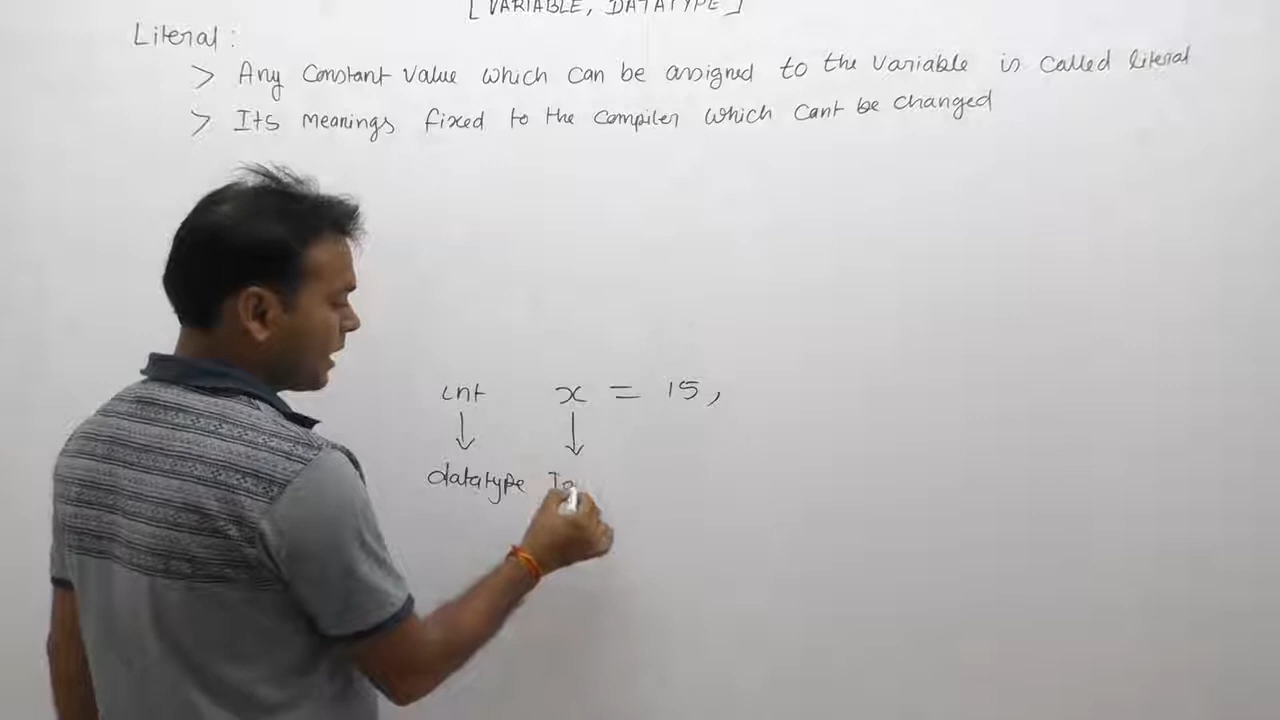 [ VARIABLE, DATATYPE ]
Literal :
> Any Constant value which can be assigned to the variable is called literal
> Its meanings fixed to the compiler which cant be changed
int x = 15,
datatype